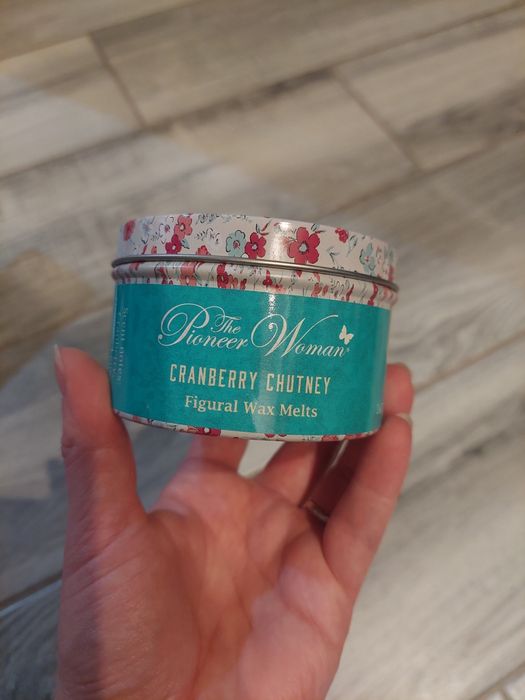 The
Pioneer Woman
CRANBERRY CHUTNEY
Figural Wax Melts